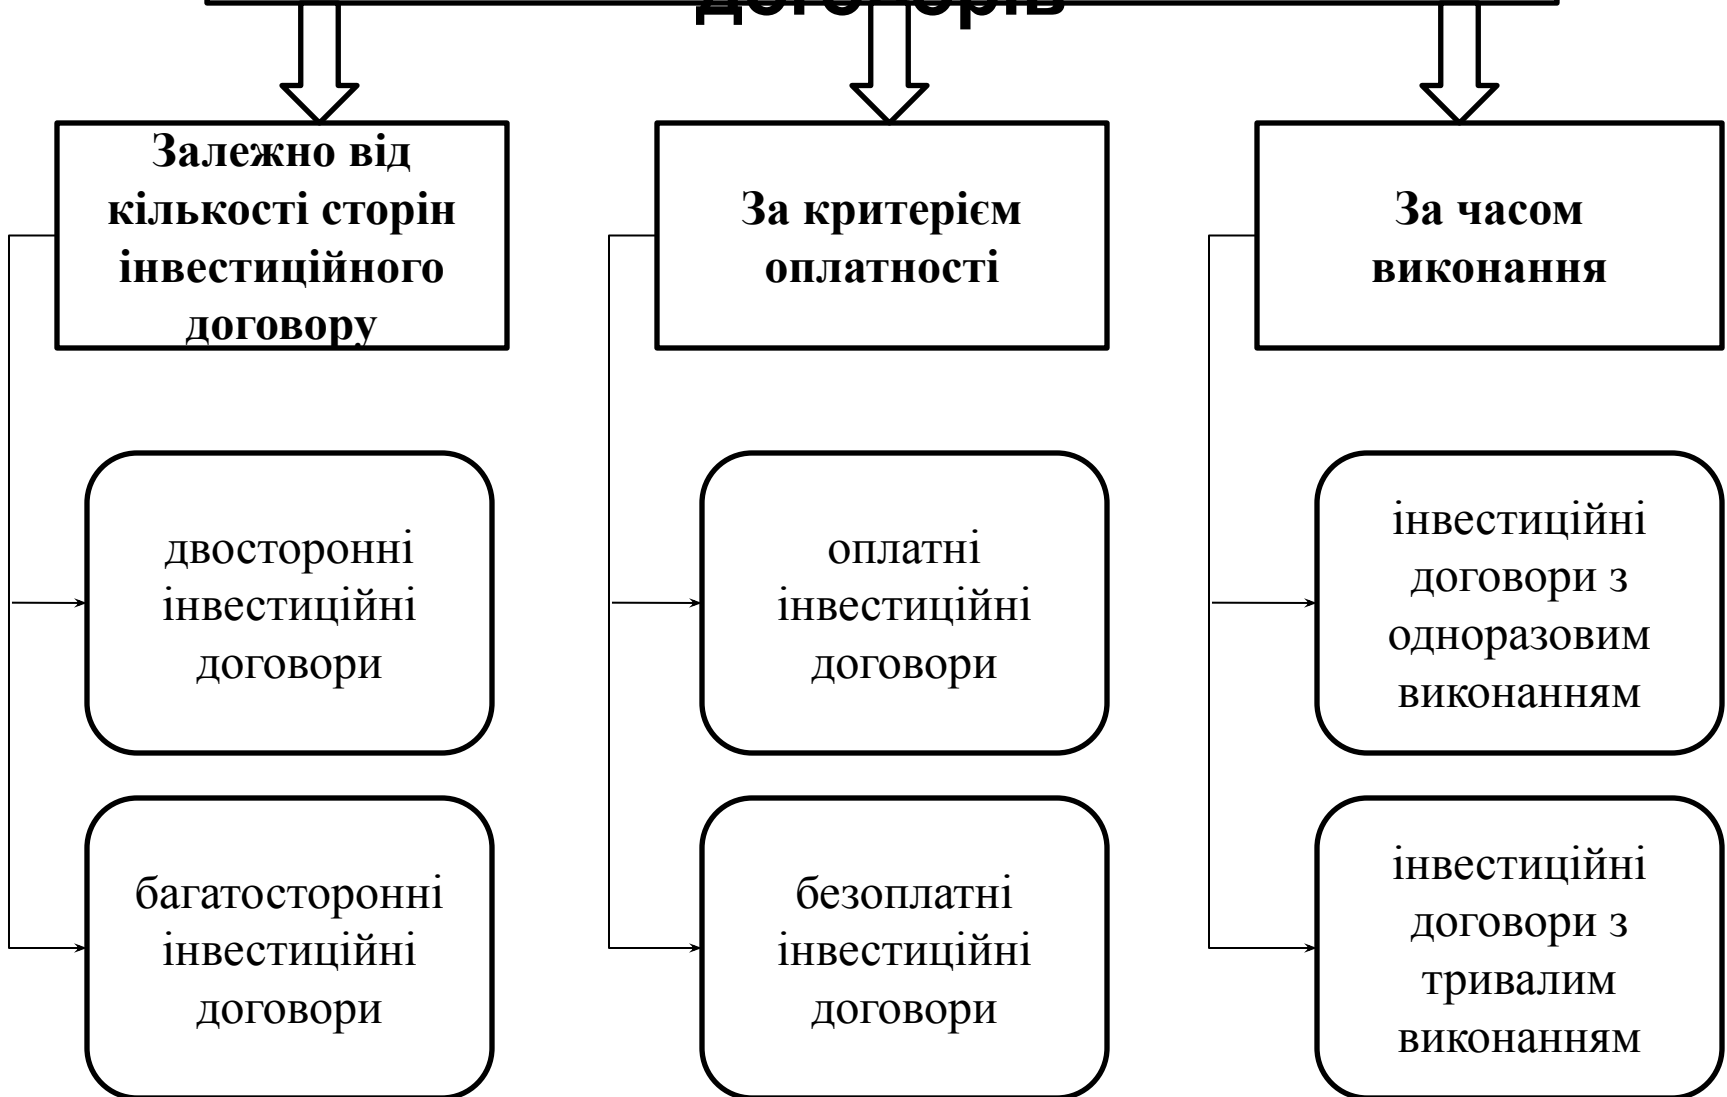 Залежно від
кількості сторін
інвестиційного
договору
За критерієм
оплатності
За часом
виконання
двосторонні
інвестиційні
договори
оплатні
інвестиційні
договори
інвестиційні
договори з
одноразовим
виконанням
багатосторонні
інвестиційні
договори
безоплатні
інвестиційні
договори
інвестиційні
договори з
тривалим
виконанням